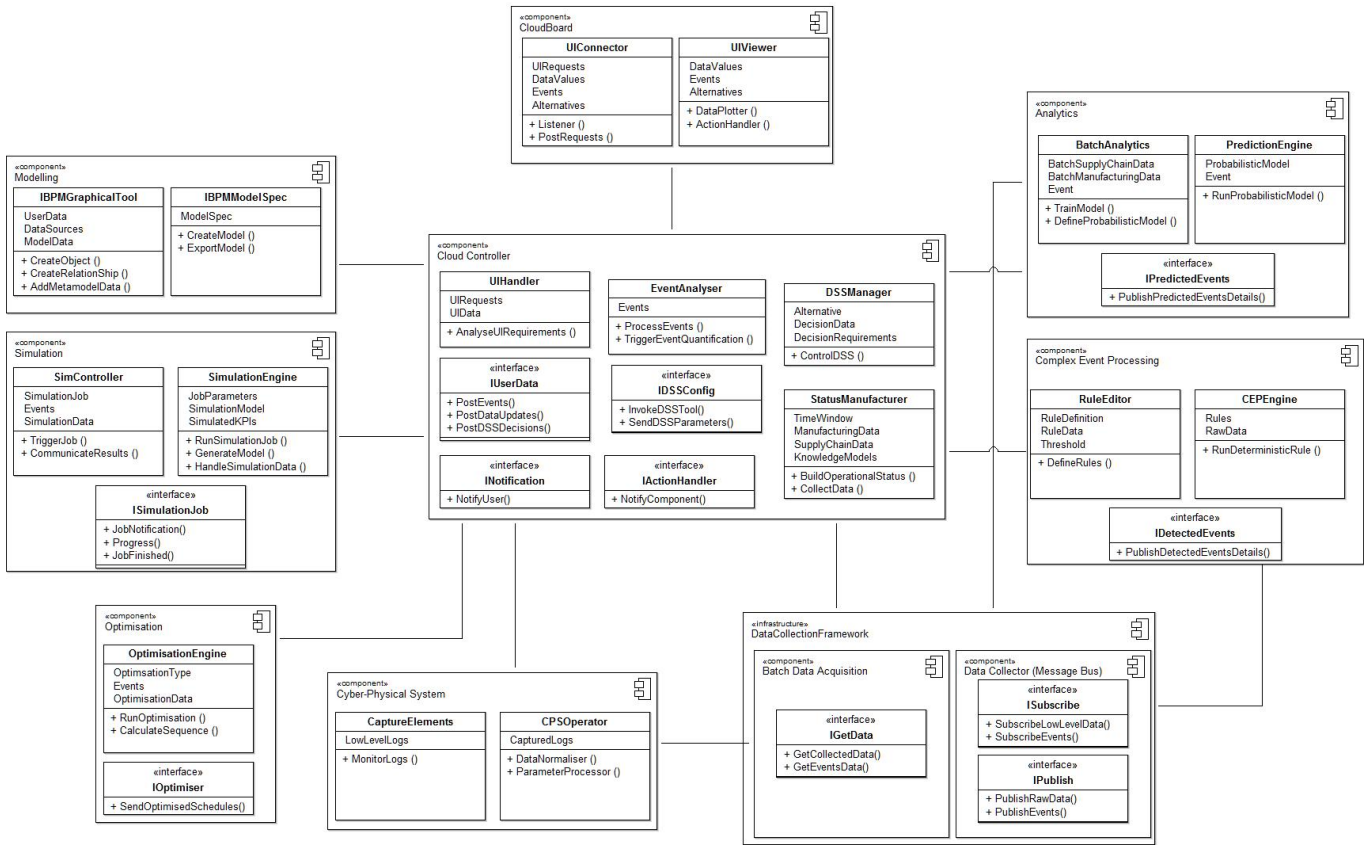 «component»
CloudBoard
UIConnector
UIRequests
DataValues
Events
Alternatives
+ Listener ()
+ PostRequests ()
UIViewer
DataValues
Events
Alternatives
+ DataPlotter ()
+ ActionHandler ()
«component»
Analytics
BatchAnalytics
BatchSupplyChainData
BatchManufacturingData
Event
+ TrainModel ()
+ DefineProbabilisticModel ()
PredictionEngine
ProbabilisticModel
Event
+ RunProbabilisticModel ()
«interface»
IPredictedEvents
+ PublishPredictedEventsDetails()
«component»
Modelling
IBPMGraphicalTool
UserData
DataSources
ModelData
+ CreateObject ()
+ CreateRelationShip ()
+ AddMetamodelData ()
IBPMModelSpec
ModelSpec
+ CreateModel ()
+ ExportModel ()
«component»
Cloud Controller
UIHandler
UIRequests
UIData
+ AnalyseUIRequirements ()
EventAnalyser
Events
+ ProcessEvents ()
+ TriggerEventQuantification ()
DSSManager
Alternative
DecisionData
DecisionRequirements
+ ControlDSS ()
«interface»
IUserData
+ PostEvents()
+ PostDataUpdates()
+ PostDSSDecisions()
«interface»
IDSSConfig
+ InvokeDSSTool()
+ SendDSSParameters()
StatusManufacturer
TimeWindow
ManufacturingData
SupplyChainData
KnowledgeModels
+ BuildOperationalStatus ()
+ CollectData ()
«interface»
INotification
+ NotifyUser()
«interface»
IActionHandler
+ NotifyComponent()
«component»
Simulation
SimController
SimulationJob
Events
SimulationData
+ TriggerJob ()
+ CommunicateResults ()
SimulationEngine
JobParameters
SimulationModel
SimulatedKPIs
+ RunSimulationJob ()
+ GenerateModel ()
+ HandleSimulationData ()
«interface»
ISimulationJob
+ JobNotification()
+ Progress()
+ JobFinished()
«component»
Complex Event Processing
RuleEditor
RuleDefinition
RuleData
Threshold
+ DefineRules ()
CEPEngine
Rules
RawData
+ RunDeterministicRule ()
«interface»
IDetectedEvents
+ PublishDetectedEventsDetails()
«component»
Optimisation
OptimisationEngine
OptimsationType
Events
OptimisationData
+ RunOptimisation ()
+ CalculateSequence ()
«interface»
IOptimiser
+ SendOptimisedSchedules()
«component»
Cyber-Physical System
CaptureElements
LowLevelLogs
+ MonitorLogs ()
CPSOperator
CapturedLogs
+ DataNormaliser ()
+ ParameterProcessor ()
«infrastructure»
DataCollectionFramework
«component»
Batch Data Acquisition
«interface»
IGetData
+ GetCollectedData()
+ GetEventsData()
«component»
Data Collector (Message Bus)
«interface»
ISubscribe
+ SubscribeLowLevelData()
+ SubscribeEvents()
«interface»
IPublish
+ PublishRawData()
+ PublishEvents()